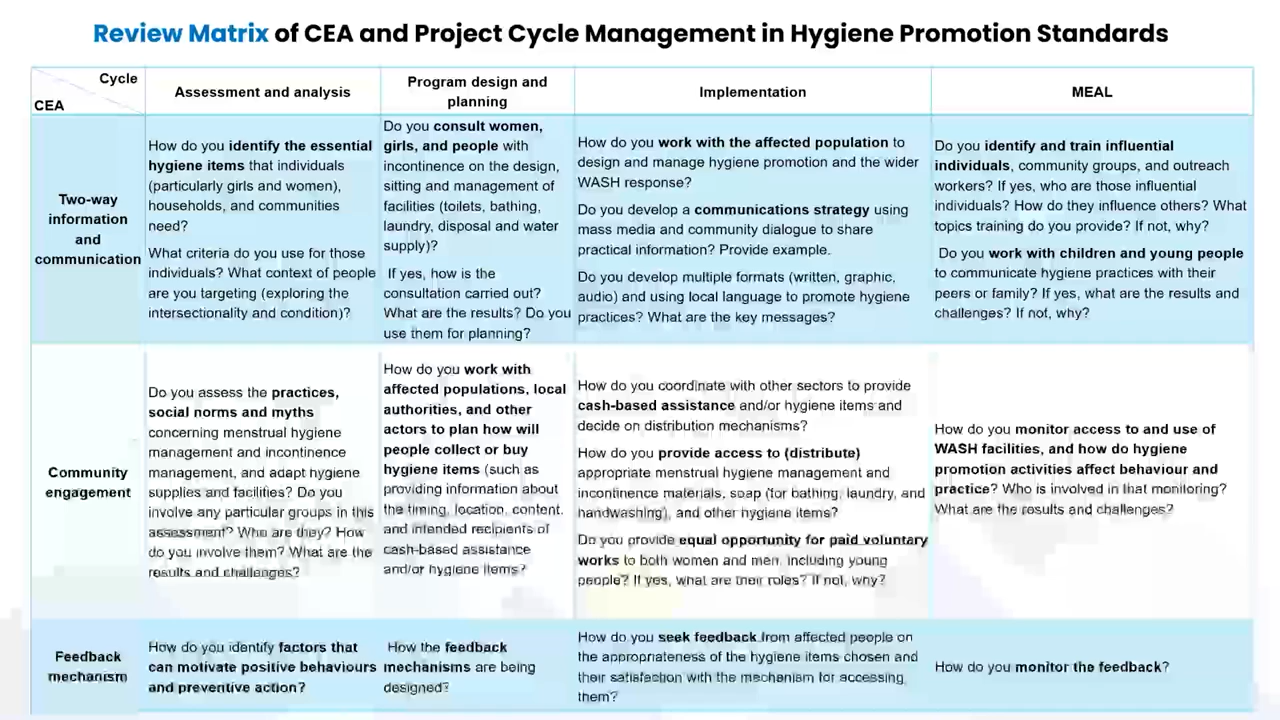 Review Matrix of CEA and Project Cycle Management in Hygiene Promotion Standards
Cycle
CEA
Assessment and analysis
Program design and
planning
Implementation
MEAL
Two-way
information
and
communication
How do you identify the essential
hygiene items that individuals
(particularly girls and women),
households, and communities
need?
What criteria do you use for those
individuals? What context of people
are you targeting (exploring the
intersectionality and condition)?
Do you consult women,
girls, and people with
incontinence on the design,
sitting and management of
facilities (toilets, bathing,
laundry, disposal and water
supply)?
If yes, how is the
consultation carried out?
What are the results? Do you
use them for planning?
How do you work with the affected population to
design and manage hygiene promotion and the wider
WASH response?
Do you develop a communications strategy using
mass media and community dialogue to share
practical information? Provide example.
Do you develop multiple formats (written, graphic,
audio) and using local language to promote hygiene
practices? What are the key messages?
Do you identify and train influential
individuals, community groups, and outreach
workers? If yes, who are those influential
individuals? How do they influence others? What
topics training do you provide? If not, why?
Do you work with children and young people
to communicate hygiene practices with their
peers or family? If yes, what are the results and
challenges? If not, why?
Community
engagement
Do you assess the practices,
social norms and myths
concerning menstrual hygiene
management and incontinence
management, and adapt hygiene
supplies and facilities? Do you
involve any particular groups in this
assessment? Who are they? How
do you involve them? What are the
results and challenges?
How do you work with
affected populations, local
authorities, and other
actors to plan how will
people collect or buy
hygiene items (such as
providing information about
the timing, location, content.
and intended recipients of
cash-based assistance
and/or hygiene items?
How do you coordinate with other sectors to provide
cash-based assistance and/or hygiene items and
decide on distribution mechanisms?
How do you provide access to (distribute)
appropriate menstrual hygiene management and
incontinence materials, soap (for bathing, laundry, and
handwashing), and other hygiene items?
Do you provide equal opportunity for paid voluntary
works to both women and men, including young
people? If yes, what are their roles? If not, why?
How do you monitor access to and use of
WASH facilities, and how do hygiene
promotion activities affect behaviour and
practice? Who is involved in that monitoring?
What are the results and challenges?
Feedback
mechanism
How do you identify factors that
can motivate positive behaviours
and preventive action?
How the feedback
mechanisms are being
designed?
How do you seek feedback from affected people on
the appropriateness of the hygiene items chosen and
their satisfaction with the mechanism for accessing
them?
How do you monitor the feedback?